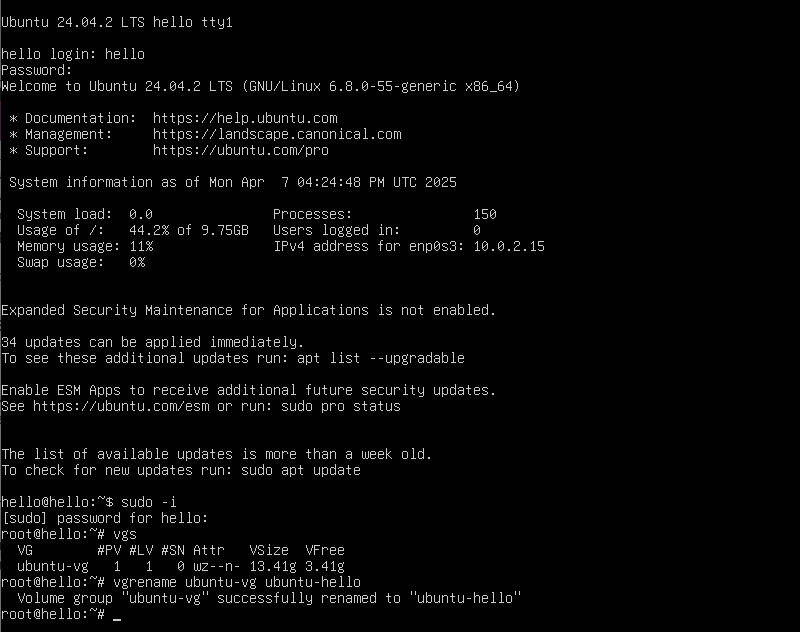 Ubuntu 24.04.2 LTS hello tty1
hello login: hello
Password:
Welcome to Ubuntu 24.04.2 LTS (GNU/Linux 6.8.0-55-generic x86_64)
* Documentation:  https://help.ubuntu.com
* Management:     https://landscape.canonical.com
* Support:        https://ubuntu.com/pro
System information as of Mon Apr  7 04:24:48 PM UTC 2025
System load:  0.0               Processes:               150
Usage of /:   44.2% of 9.75GB   Users logged in:         0
Memory usage: 11%               IPv4 address for enp0s3: 10.0.2.15
Swap usage:   0%
Expanded Security Maintenance for Applications is not enabled.
34 updates can be applied immediately.
To see these additional updates run: apt list --upgradable
Enable ESM Apps to receive additional future security updates.
See https://ubuntu.com/esm or run: sudo pro status
The list of available updates is more than a week old.
To check for new updates run: sudo apt update
hello@hello:~$ sudo -i
[sudo] password for hello:
root@hello:~# vgs
VG        #PV #LV #SN Attr   VSize  VFree
ubuntu-vg   1   1   0 wz--n- 13.41g 3.41g
root@hello:~# vgrename ubuntu-vg ubuntu-hello
Volume group "ubuntu-vg" successfully renamed to "ubuntu-hello"
root@hello:~# _